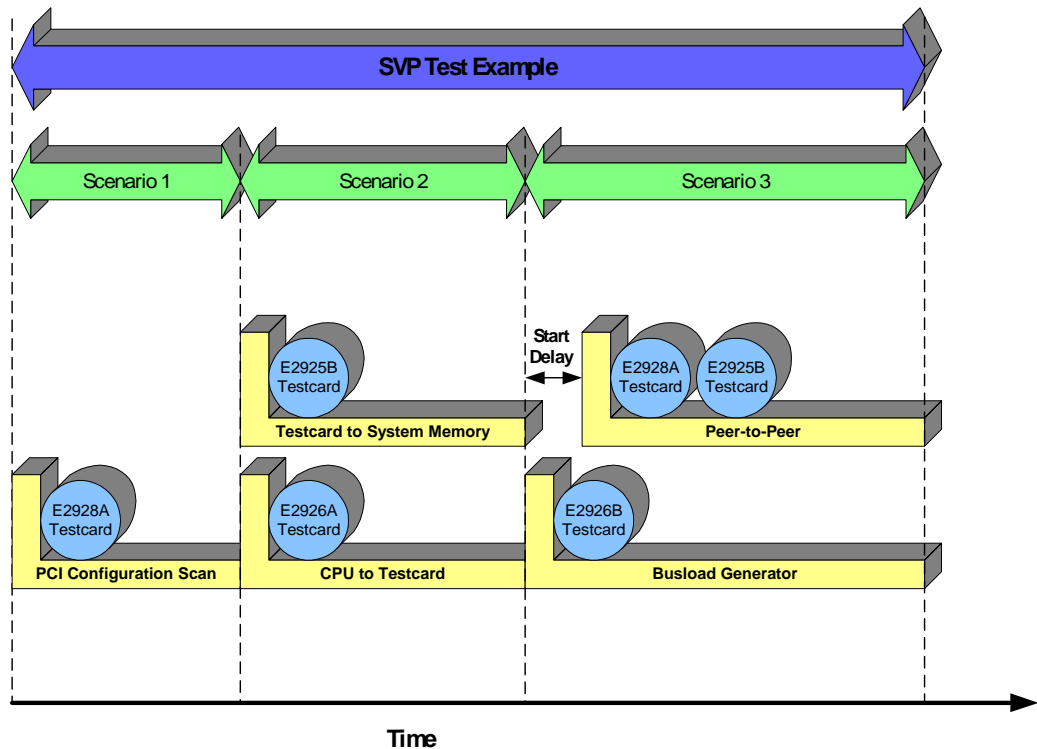 SVP Test Example
Scenario 1
Scenario 2
Scenario 3
Start
Delay
E2925B
Testcard
E2928A
Testcard
E2925B
Testcard
Testcard to System Memory
Peer-to-Peer
E2928A
Testcard
E2926A
Testcard
E2926B
Testcard
PCI Configuration Scan
CPU to Testcard
Busload Generator
Time